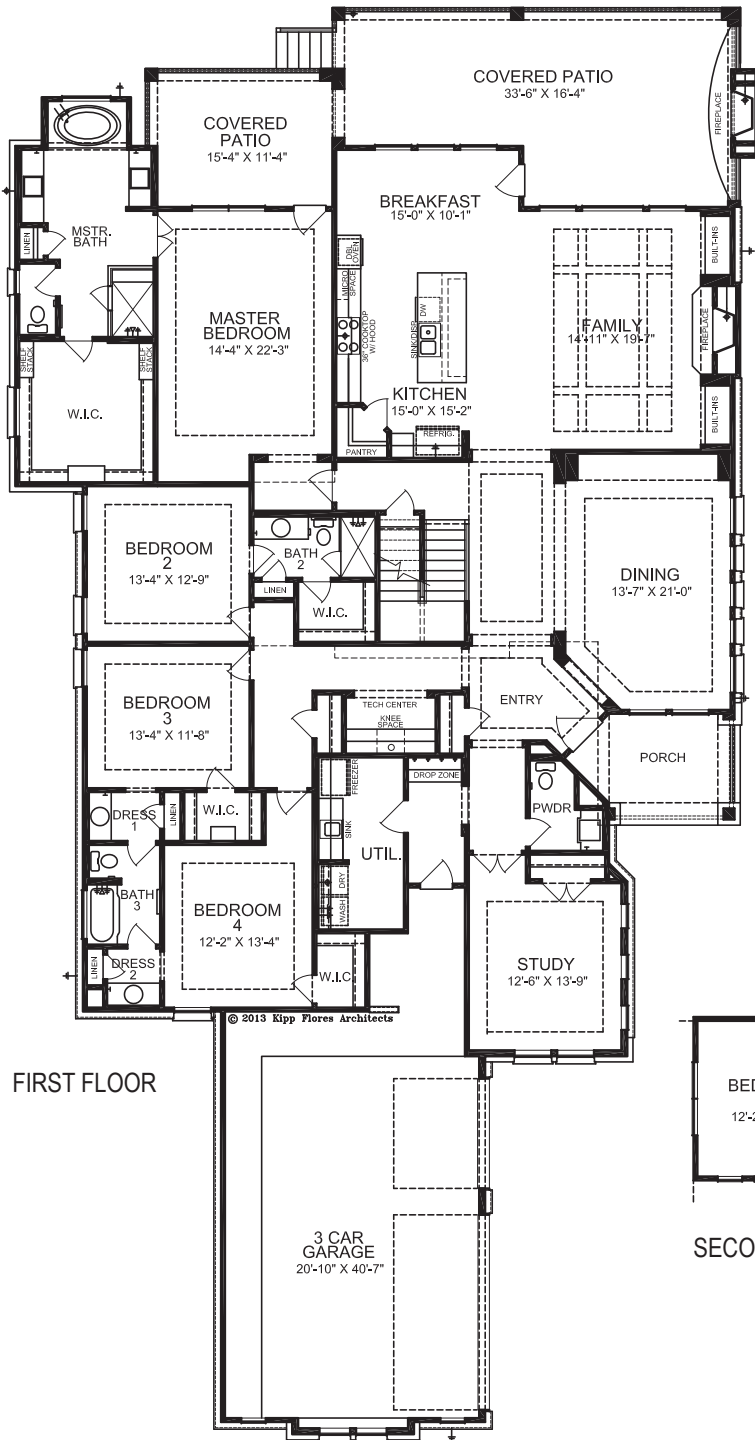 COVERED PATIO
33'-6" X 16'-4"
FIREPLACE
COVERED
PATIO
15'-4" X 11'-4"
BREAKFAST
15'-0" X 10'-1"
MSTR.
BATH
LINEN
DBL
OVEN
MICRO
SPACE
36" COOKTOP
W/ HOOD
DW
SINK/DISP
BUILT-INS
MASTER
BEDROOM
14'-4" X 22'-3"
FAMILY
14'-11" X 19'-7"
FIREPLACE
SHELF
STACK
SHELF
STACK
W.I.C.
KITCHEN
15'-0" X 15'-2"
BUILT-INS
REFRIG.
PANTRY
BEDROOM
2
13'-4" X 12'-9"
BATH
2
LINEN
W.I.C.
DINING
13'-7" X 21'-0"
BEDROOM
3
13'-4" X 11'-8"
TECH CENTER
KNEE
SPACE
ENTRY
PORCH
DROP ZONE
FREEZER
SINK
UTIL.
DRY
WASH
PWDR
DRESS
1
LINEN
W.I.C.
BATH
3
BEDROOM
4
12'-2" X 13'-4"
DRESS
2
LINEN
W.I.C
STUDY
12'-6" X 13'-9"
© 2013 Kipp Flores Architects
FIRST FLOOR
BED
12'-2
3 CAR
GARAGE
20'-10" X 40'-7"
SECO